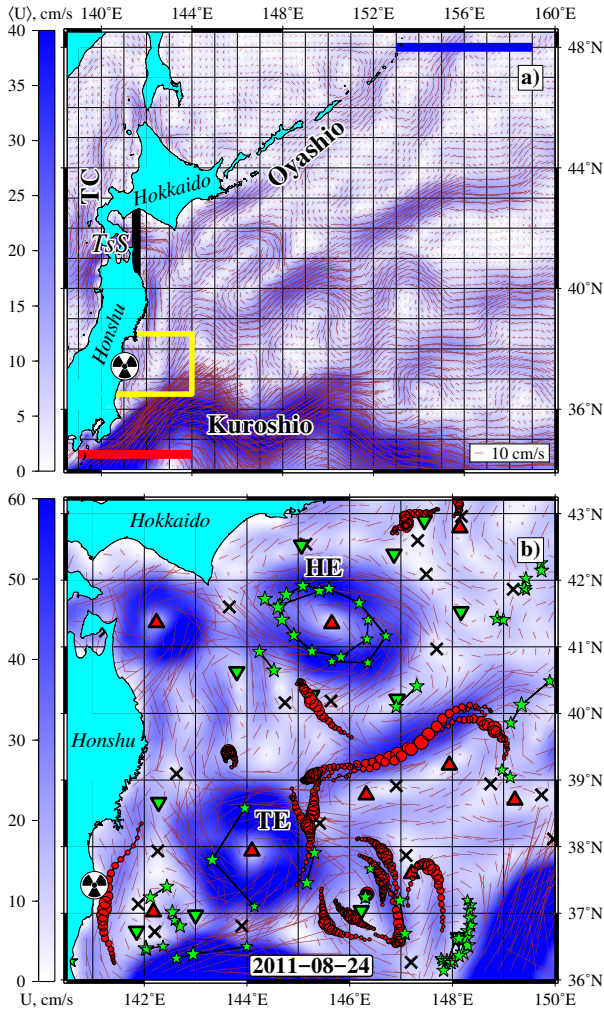 ⟨U⟩, cm/s 140°E 144°E 148°E 152°E 156°E 160°E
40
35
30
25
20
15
10
5
0
48°N
44°N
40°N
36°N
a)
Oyashio
Hokkaido
TC
TsS
Honshu
Kuroshio
10 cm/s
60
50
40
30
20
10
0
43°N
42°N
41°N
40°N
39°N
38°N
37°N
36°N
b)
Hokkaido
HE
Honshu
TE
2011−08−24
U, cm/s 142°E 144°E 146°E 148°E 150°E